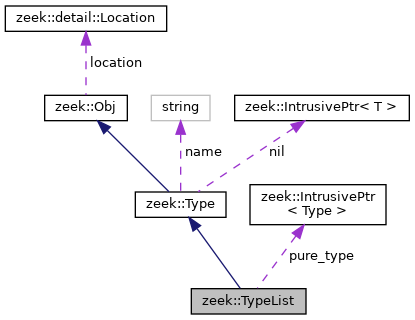 zeek::detail::Location
location
zeek::Obj
string
zeek::IntrusivePtr< T >
name
nil
zeek::Type
zeek::IntrusivePtr
< Type >
pure_type
zeek::TypeList